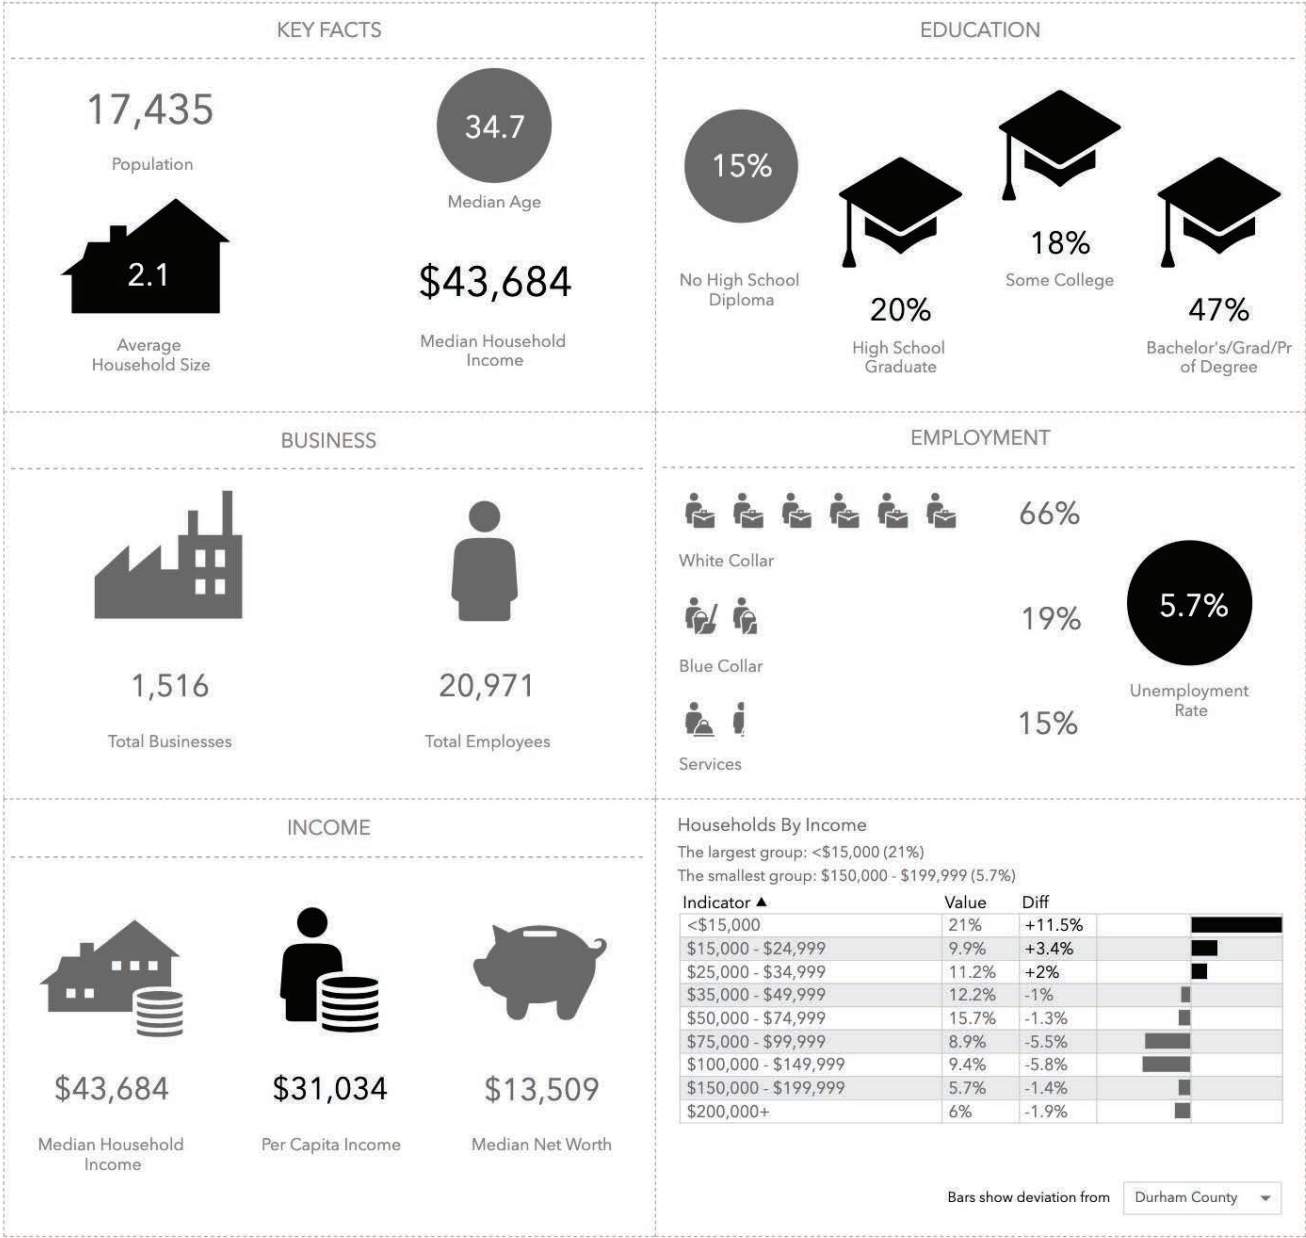 KEY FACTS
17,435
Population
34.7
Median Age
2.1
Average
Household Size
$43,684
Median Household
Income
EDUCATION
15%
No High School
Diploma
20%
High School
Graduate
18%
Some College
47%
Bachelor's/Grad/Pr
of Degree
BUSINESS
1,516
Total Businesses
20,971
Total Employees
EMPLOYMENT
66%
White Collar
19%
Blue Collar
15%
Services
5.7%
Unemployment
Rate
INCOME
$43,684
Median Household
Income
$31,034
Per Capita Income
$13,509
Median Net Worth
Households By Income
The largest group: <$15,000 (21%)
The smallest group: $150,000 - $199,999 (5.7%)
Indicator ▲ Value Diff
<$15,000 21% +11.5%
$15,000 - $24,999 9.9% +3.4%
$25,000 - $34,999 11.2% +2%
$35,000 - $49,999 12.2% -1%
$50,000 - $74,999 15.7% -1.3%
$75,000 - $99,999 8.9% -5.5%
$100,000 - $149,999 9.4% -5.8%
$150,000 - $199,999 5.7% -1.4%
$200,000+ 6% -1.9%
Bars show deviation from Durham County